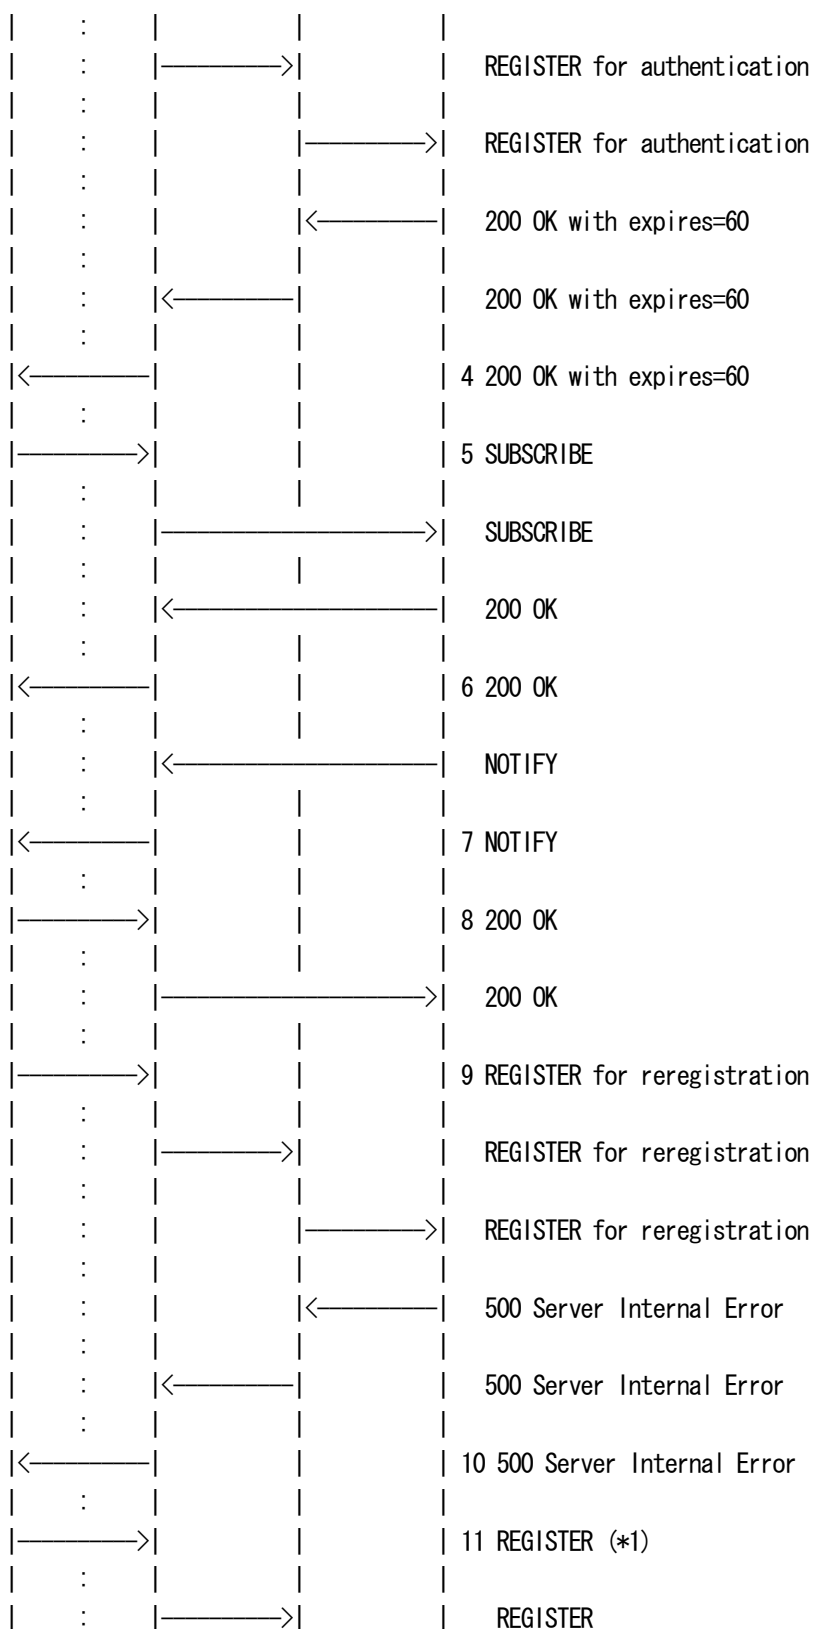 REGISTER for authentication
REGISTER for authentication
200 OK with expires=60
200 OK with expires=60
4 200 OK with expires=60
5 SUBSCRIBE
SUBSCRIBE
200 OK
6 200 OK
NOTIFY
7 NOTIFY
8 200 OK
200 OK
9 REGISTER for reregistration
REGISTER for reregistration
REGISTER for reregistration
500 Server Internal Error
500 Server Internal Error
10 500 Server Internal Error
11 REGISTER (*1)
REGISTER